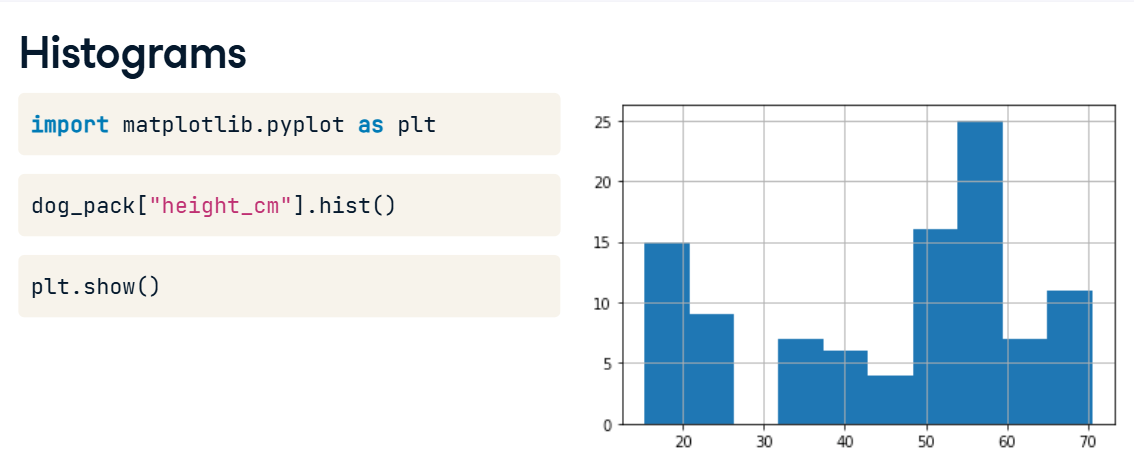 Histograms
import matplotlib.pyplot as plt
dog_pack["height_cm"].hist()
plt.show()
25
20
15
10
5
0
20 30 40 50 60 70